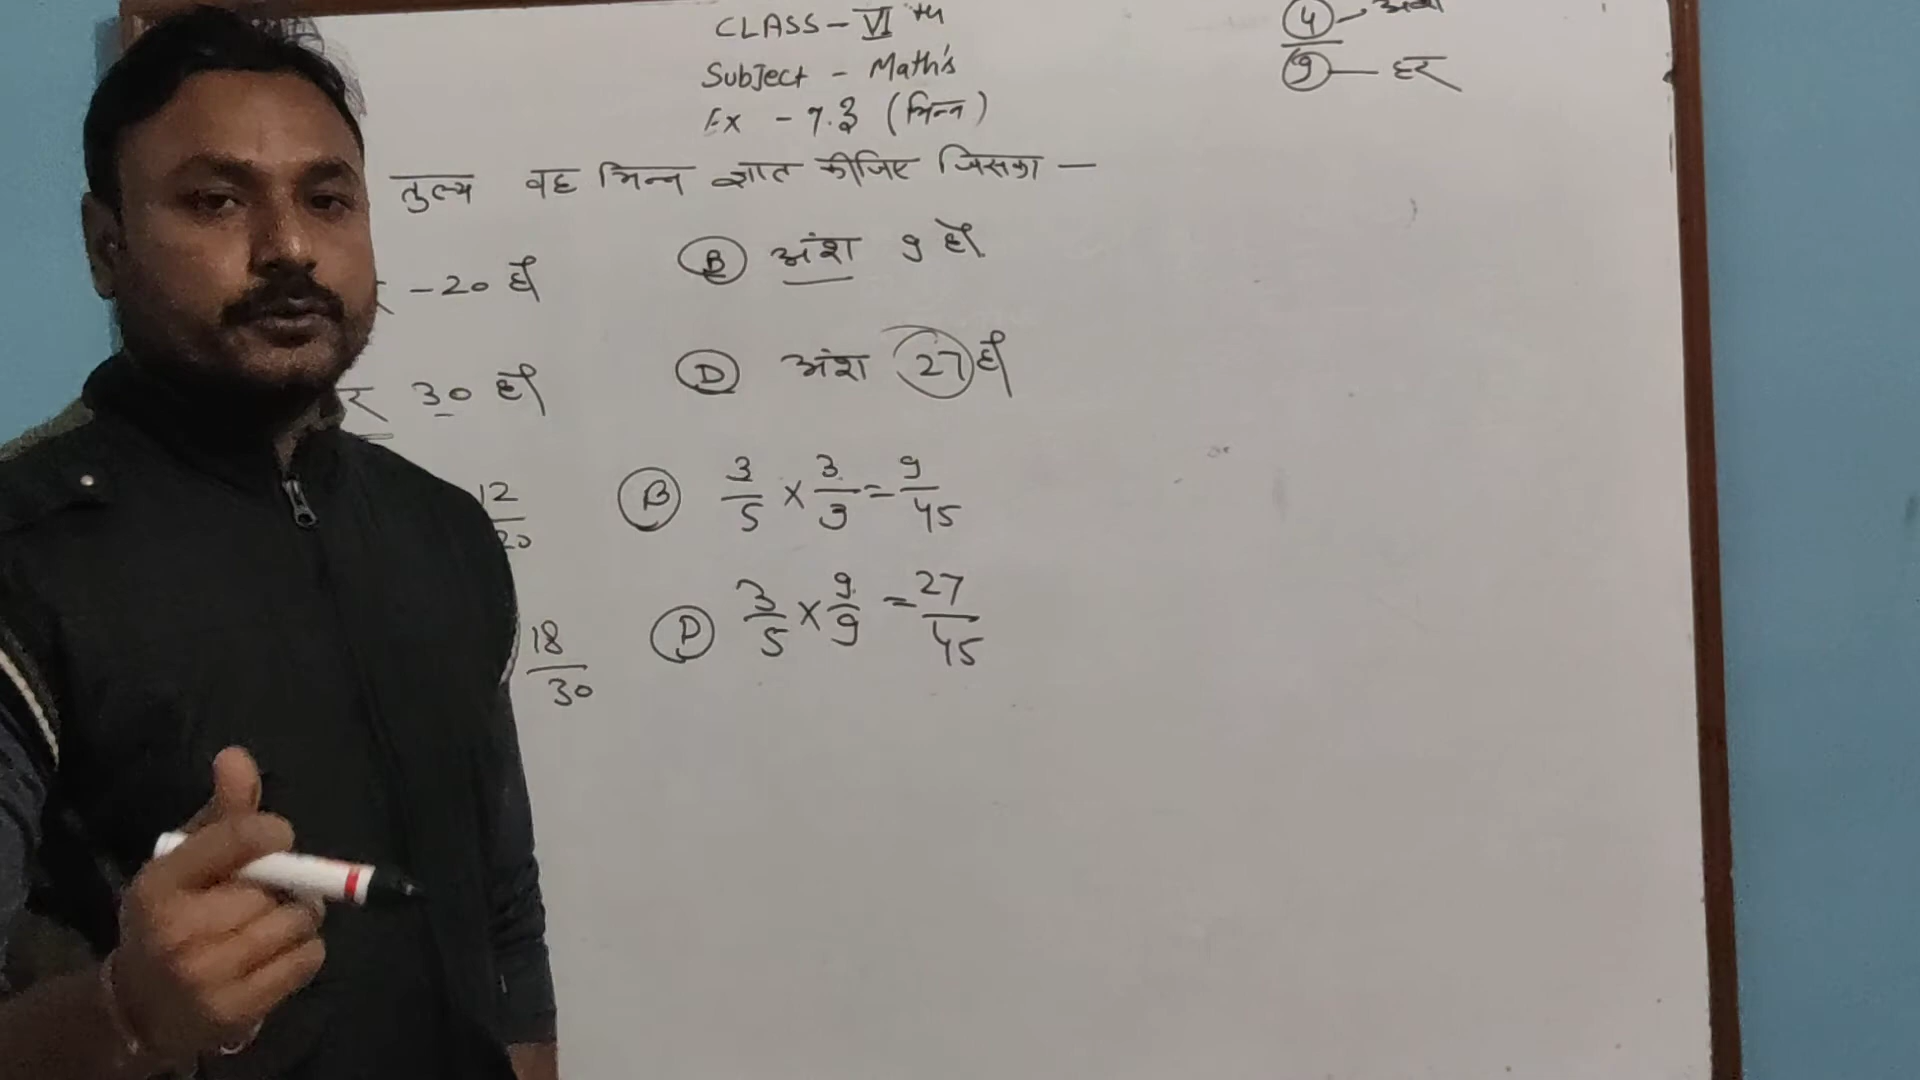 CLASS - VI th
Subject - Math's
Ex - 7.3 (भिन्न)
4 -
9 - हर
तुल्य वह भिन्न ज्ञात कीजिए जिसका -
- 20 हो
B अंश 9 हो
30 हो
D अंश 27 हो
12/20
B 3/5 × 3/3 = 9/45
18/30
D 3/5 × 9/9 = 27/45